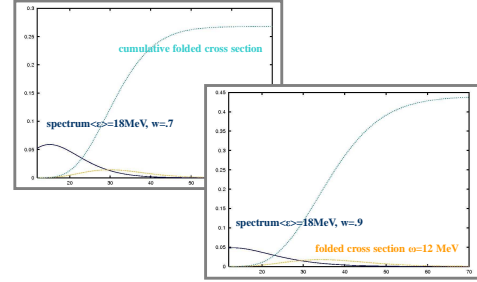 0.3
cumulative folded cross section
0.25
0.2
0.15
spectrum<ε>=18MeV, w=.7
0.1
0.05
0
20 30 40 50
0.45
0.4
0.35
0.3
0.25
0.2
0.15
spectrum<ε>=18MeV, w=.9
0.1
folded cross section ω=12 MeV
0.05
0
20 30 40 50 60 70